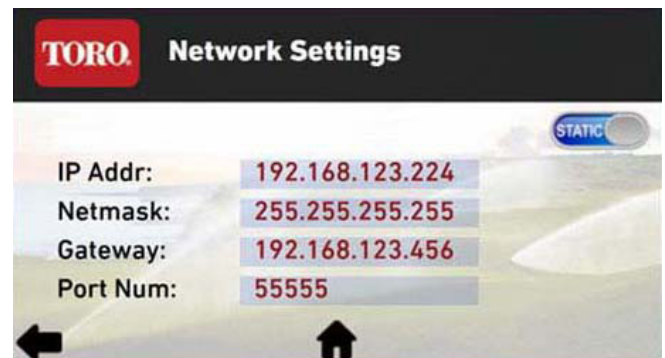 TORO. Network Settings
STATIC
IP Addr: 192.168.123.224
Netmask: 255.255.255.255
Gateway: 192.168.123.456
Port Num: 55555